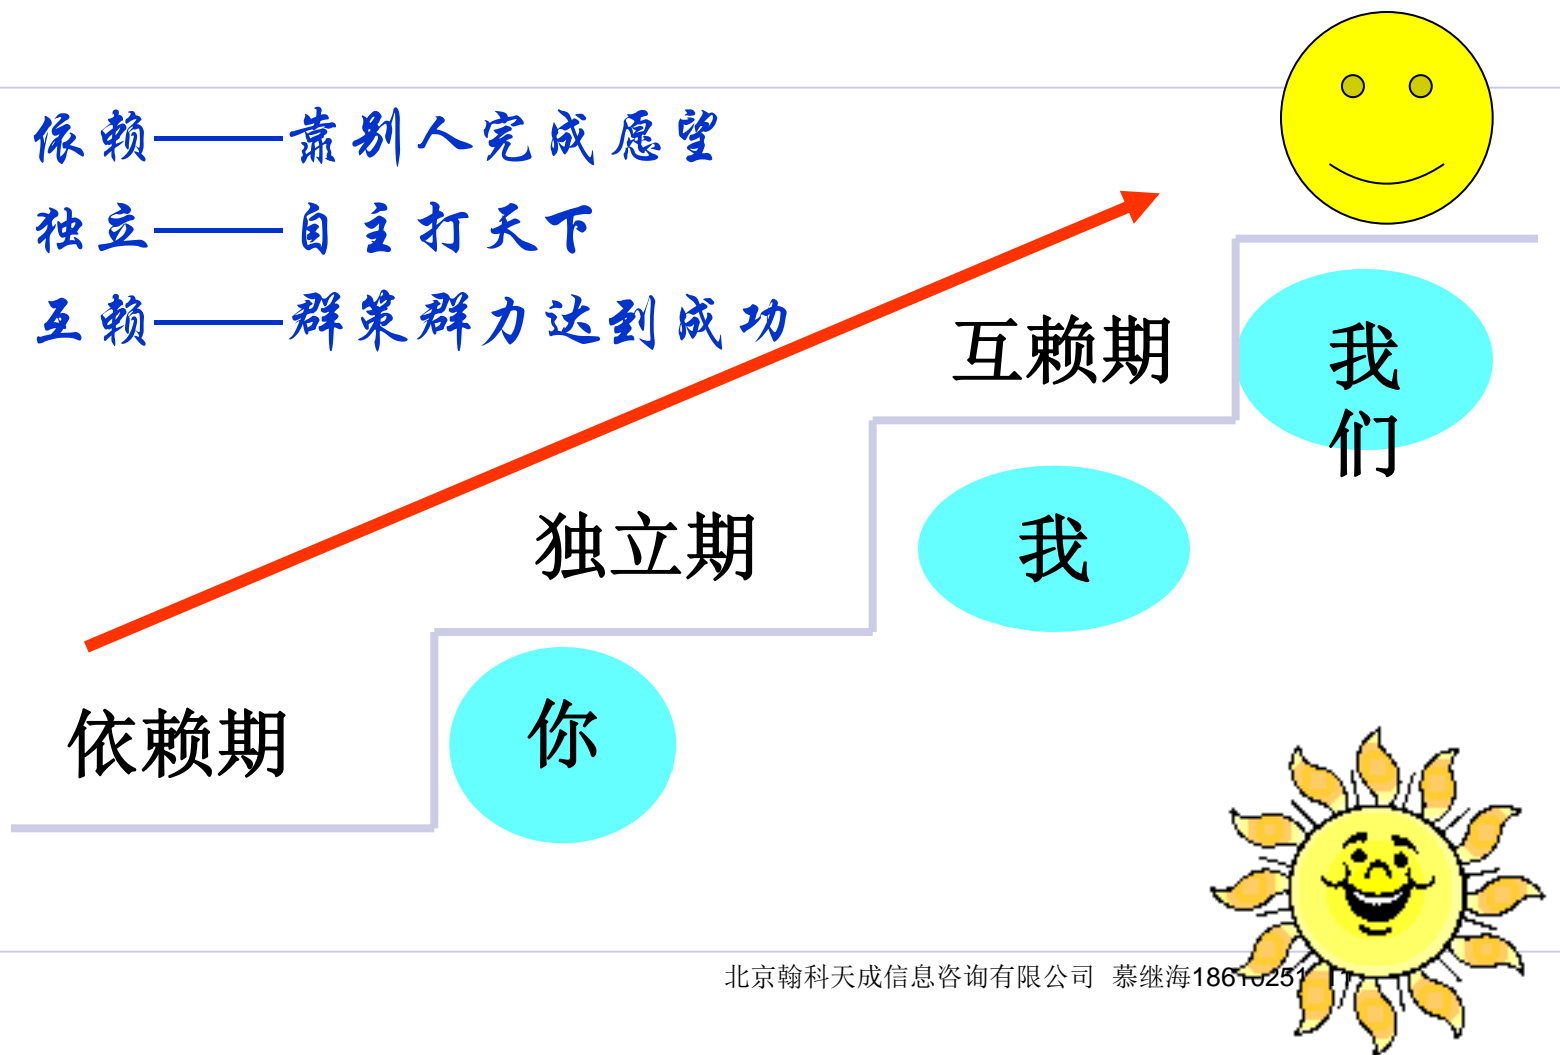 依赖——靠别人完成愿望
独立——自主打天下
互赖——群策群力达到成功
互赖期
我
们
独立期
我
依赖期
你
北京翰科天成信息咨询有限公司 慕继海